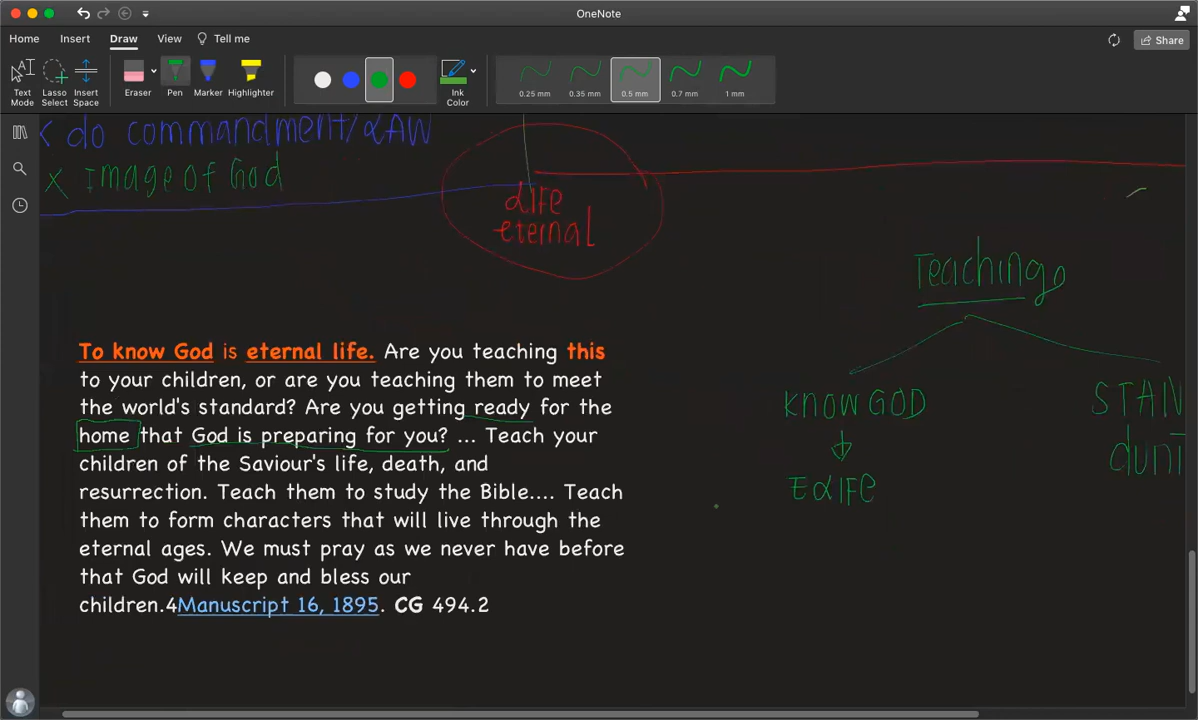 OneNote
Home Insert Draw View Tell me
Share
Text Mode
Lasso Select
Insert Space
Eraser
Pen
Marker
Highlighter
Ink Color
0.25 mm 0.35 mm 0.5 mm 0.7 mm 1 mm
do commandment/LAW
x Image of God
LIFE
eternal
Teaching
KNOW GOD
STAN
duni
E LIFE
To know God is eternal life. Are you teaching this
to your children, or are you teaching them to meet
the world's standard? Are you getting ready for the
home that God is preparing for you? ... Teach your
children of the Saviour's life, death, and
resurrection. Teach them to study the Bible.... Teach
them to form characters that will live through the
eternal ages. We must pray as we never have before
that God will keep and bless our
children.4Manuscript 16, 1895. CG 494.2